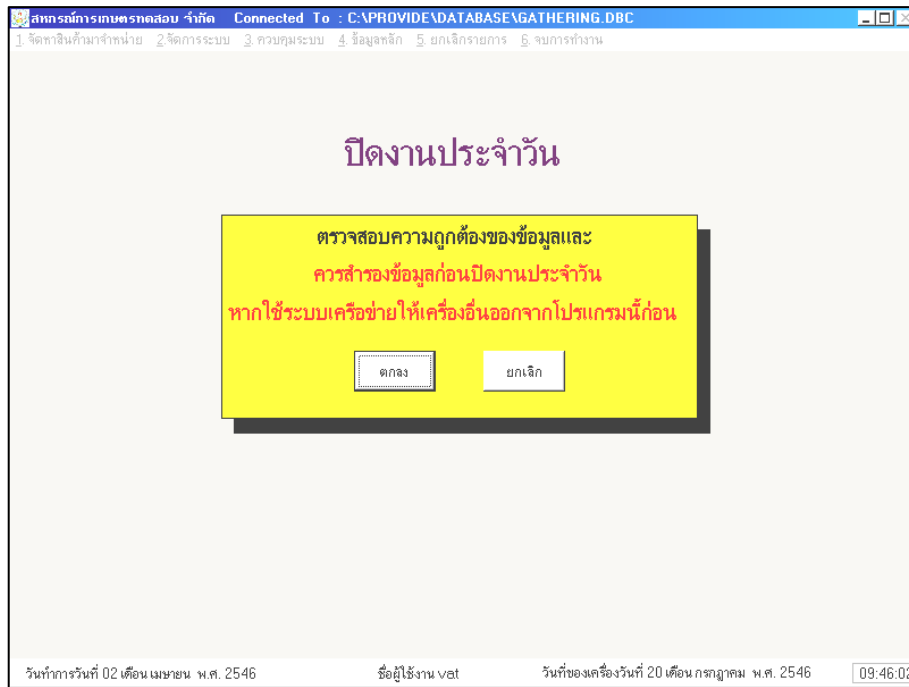 สหกรณ์การเกษตรทดสอบ จำกัด Connected To : C:\PROVIDE\DATABASE\GATHERING.DBC
1. จัดหาสินค้ามาจำหน่าย 2.จัดการระบบ 3. ควบคุมระบบ 4. ข้อมูลหลัก 5. ยกเลิกรายการ 6. จบการทำงาน
ปิดงานประจำวัน
ตรวจสอบความถูกต้องของข้อมูลและ
ควรสำรองข้อมูลก่อนปิดงานประจำวัน
หากใช้ระบบเครือข่ายให้เครื่องอื่นออกจากโปรแกรมนี้ก่อน
ตกลง ยกเลิก
วันทำการวันที่ 02 เดือน เมษายน พ.ศ. 2546 ชื่อผู้ใช้งาน vat วันที่ของเครื่องวันที่ 20 เดือน กรกฎาคม พ.ศ. 2546 09:46:02